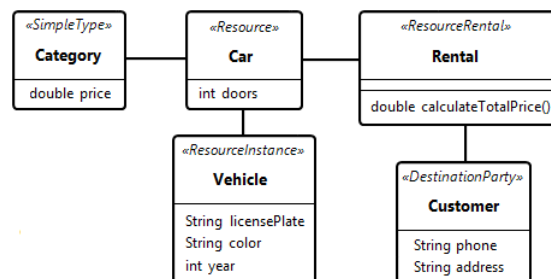 «SimpleType»
Category
double price
«Resource»
Car
int doors
«ResourceRental»
Rental
double calculateTotalPrice()
«ResourceInstance»
Vehicle
String licensePlate
String color
int year
«DestinationParty»
Customer
String phone
String address